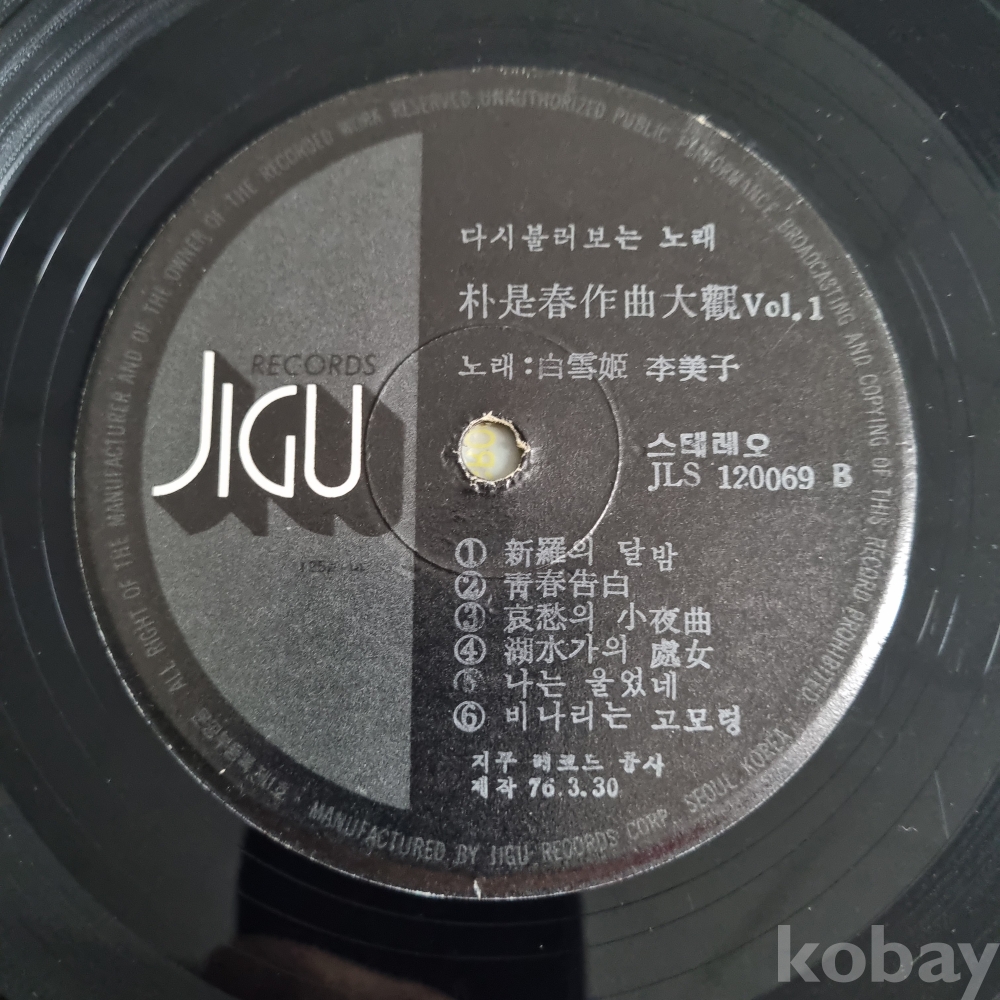 다시불러보는 노래
朴是春作曲大觀Vol.1
노래:白雪姬 李美子
RECORDS
JIGU
스테레오
JLS 120069 B
① 新羅의 달밤
② 靑春告白
③ 哀愁의 小夜曲
④ 湖水가의 處女
⑤ 나는 울었네
⑥ 비나리는 고모령
지구 레코드 공사
제작 76.3.30
ALL RIGHT OF THE MANUFACTURER AND OF THE OWNER OF THE RECORDED WORK RESERVED UNAUTHORIZED PUBLIC PERFORMANCE BROADCASTING AND COPYING OF THIS RECORD PROHIBITED
MANUFACTURED BY JIGU RECORDS CORP. SEOUL KOREA
kobay